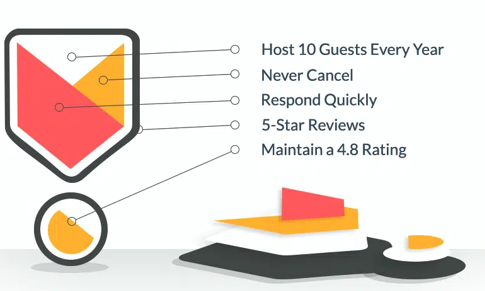 Host 10 Guests Every Year
Never Cancel
Respond Quickly
5-Star Reviews
Maintain a 4.8 Rating